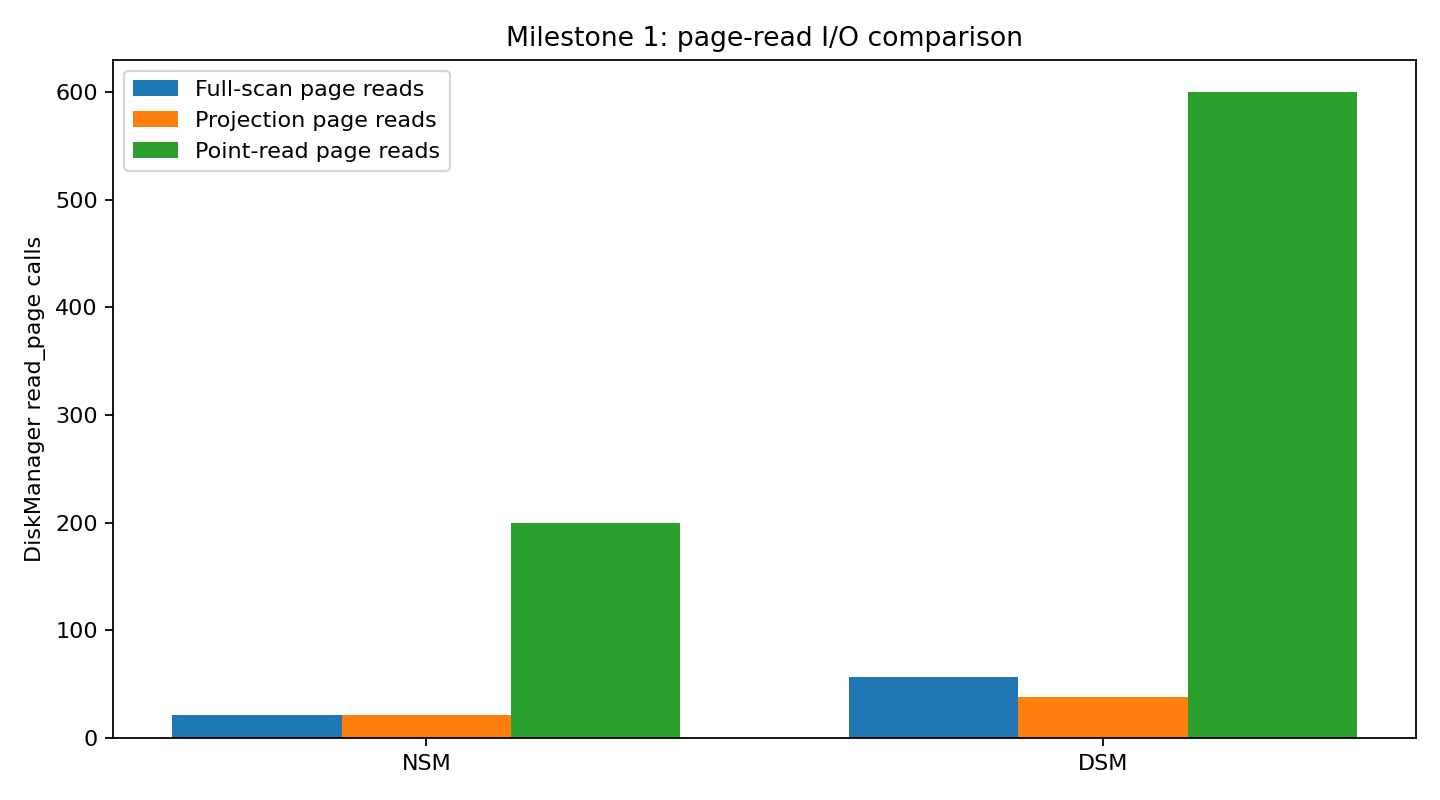 Milestone 1: page-read I/O comparison
Full-scan page reads
Projection page reads
Point-read page reads
DiskManager read_page calls
600
500
400
300
200
100
0
NSM
DSM